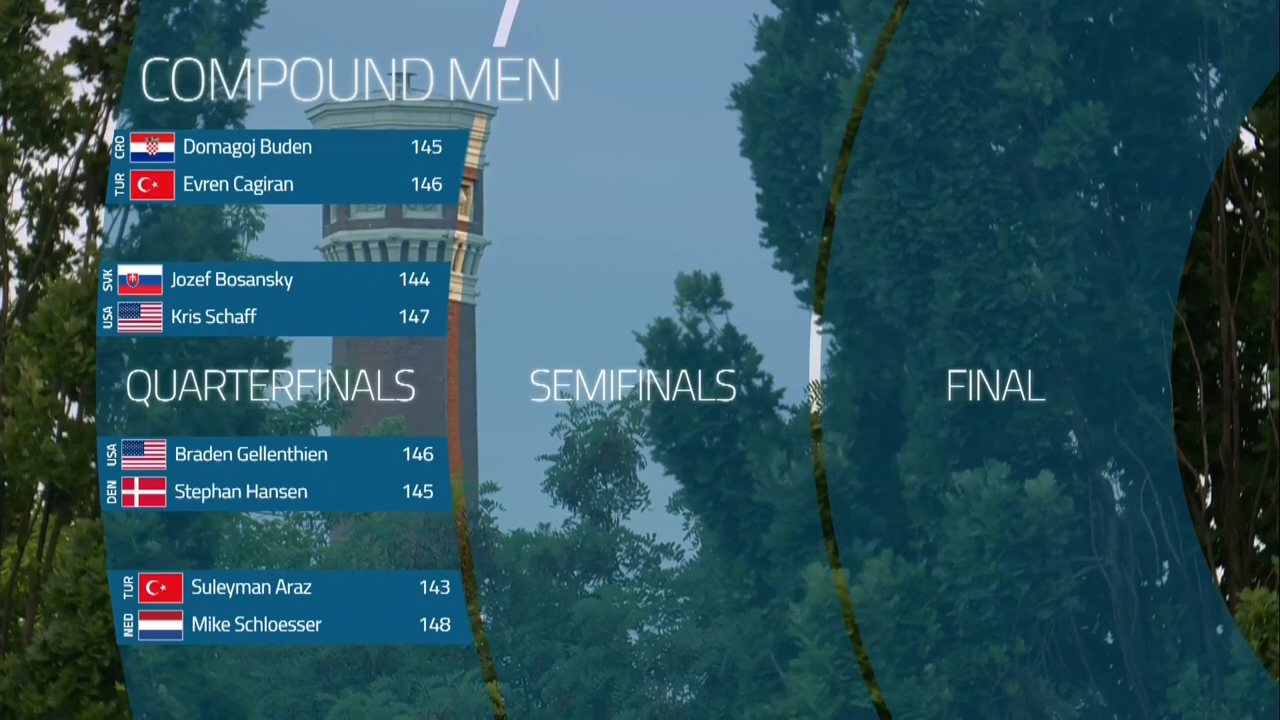 COMPOUND MEN
CRO Domagoj Buden 145
TUR Evren Cagiran 146
SVK Jozef Bosansky 144
USA Kris Schaff 147
QUARTERFINALS SEMIFINALS FINAL
USA Braden Gellenthien 146
DEN Stephan Hansen 145
TUR Suleyman Araz 143
NED Mike Schloesser 148